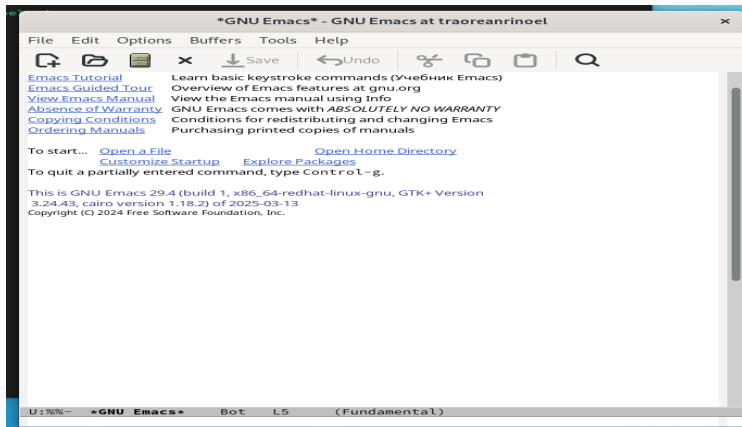 *GNU Emacs* - GNU Emacs at traoreanrinoel ×
File Edit Options Buffers Tools Help
Save Undo
Emacs Tutorial Learn basic keystroke commands (Учебник Emacs)
Emacs Guided Tour Overview of Emacs features at gnu.org
View Emacs Manual View the Emacs manual using Info
Absence of Warranty GNU Emacs comes with ABSOLUTELY NO WARRANTY
Copying Conditions Conditions for redistributing and changing Emacs
Ordering Manuals Purchasing printed copies of manuals
To start... Open a File Open Home Directory
Customize Startup Explore Packages
To quit a partially entered command, type Control-g.
This is GNU Emacs 29.4 (build 1, x86_64-redhat-linux-gnu, GTK+ Version
3.24.43, cairo version 1.18.2) of 2025-03-13
Copyright (C) 2024 Free Software Foundation, Inc.
U:%%- *GNU Emacs* Bot L5 (Fundamental)